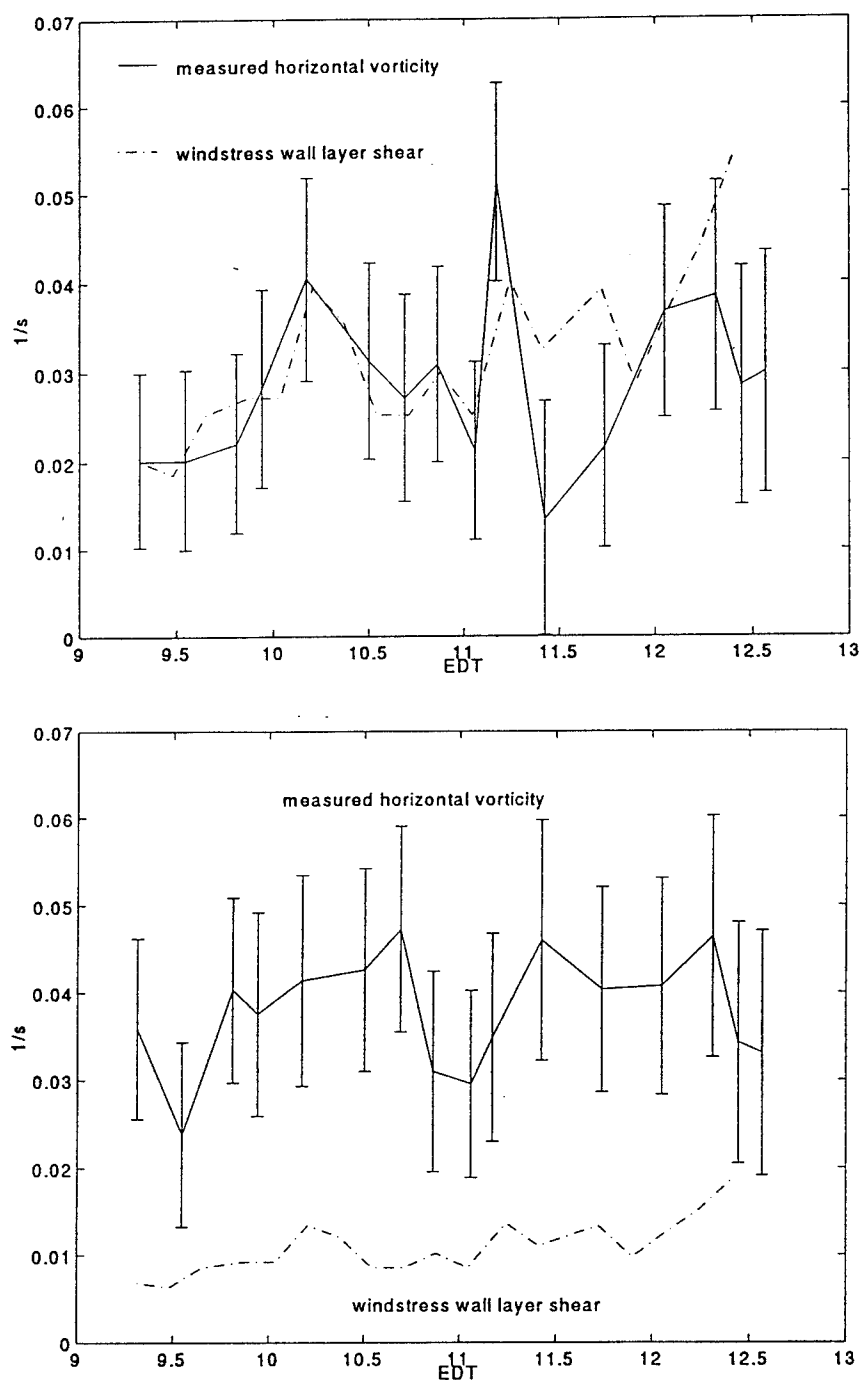 0.07
measured horizontal vorticity
0.06
windstress wall layer shear
0.05
0.04
1/s
0.03
0.02
0.01
0
9 9.5 10 10.5 11 11.5 12 12.5 13
EDT
0.07
measured horizontal vorticity
0.06
0.05
0.04
1/s
0.03
0.02
0.01
windstress wall layer shear
0
9 9.5 10 10.5 11 11.5 12 12.5 13
EDT